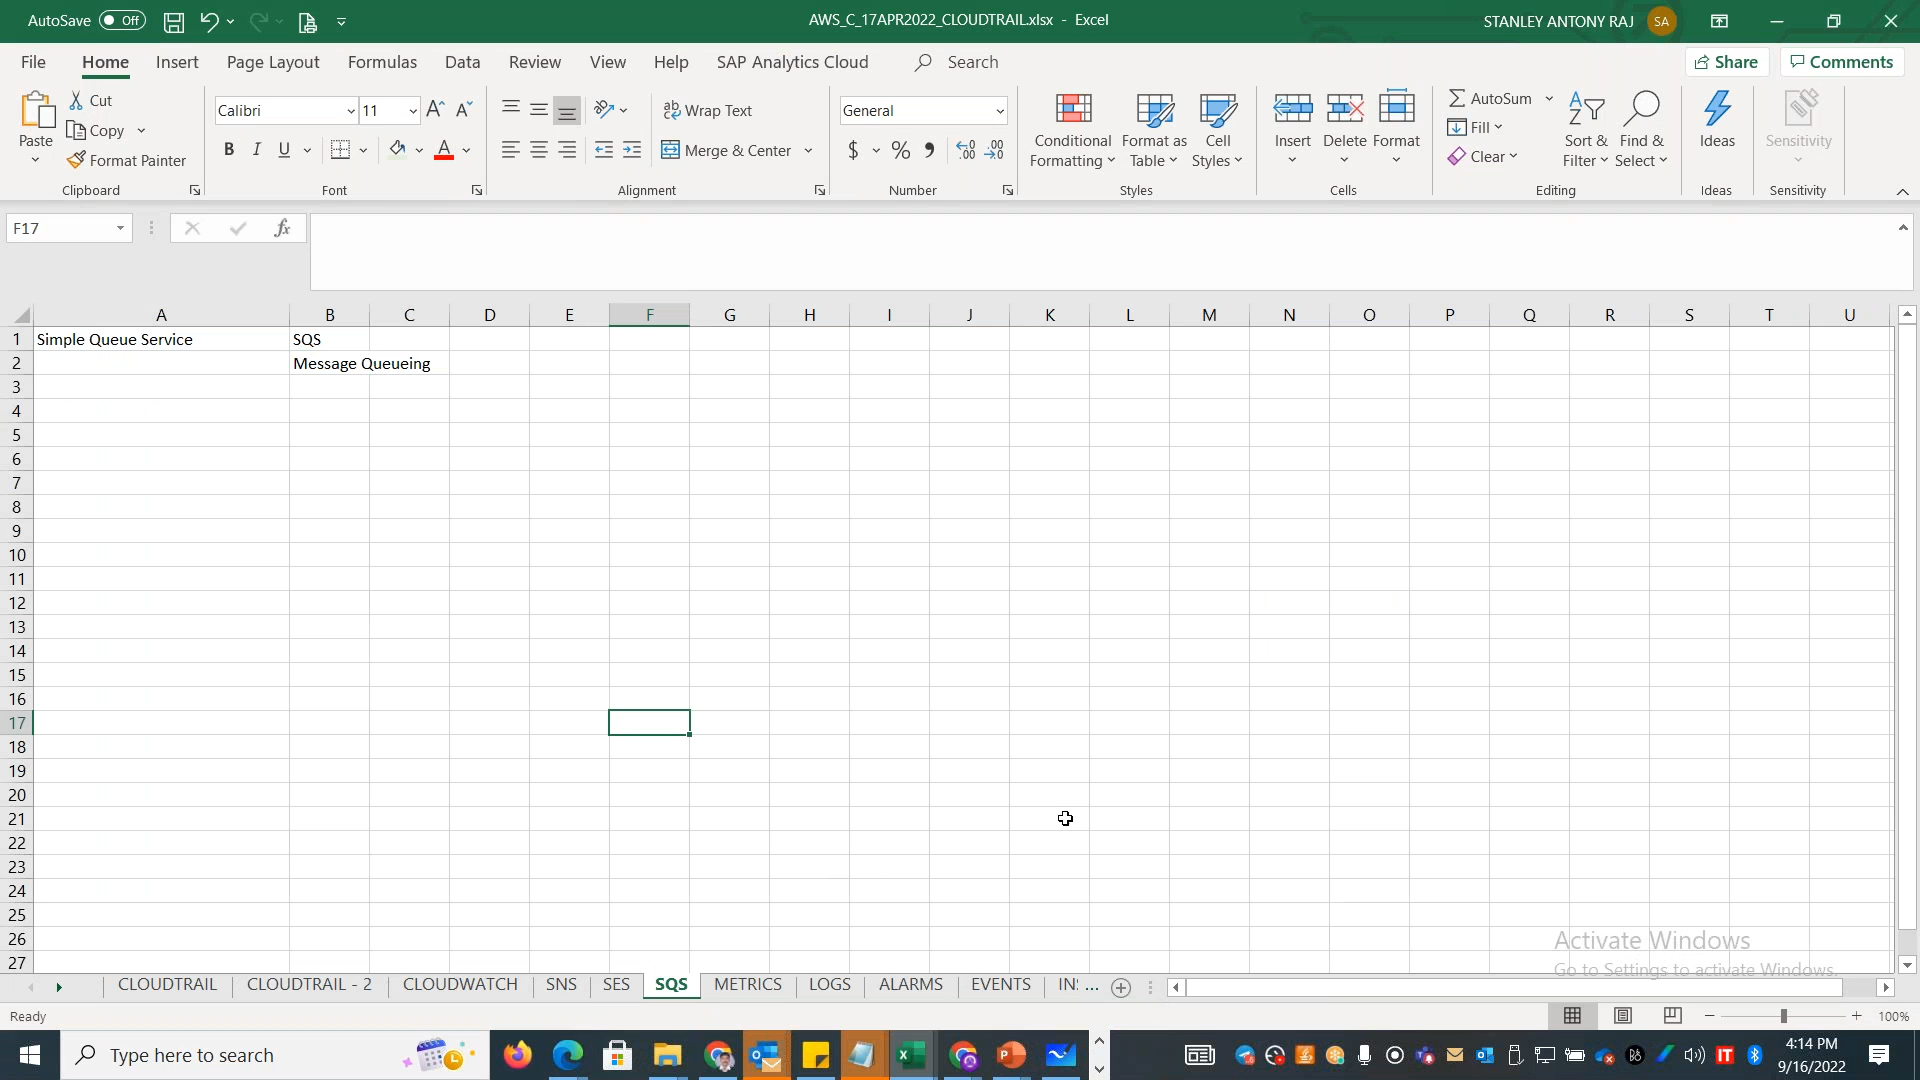 AutoSave Off AWS_C_17APR2022_CLOUDTRAIL.xlsx - Excel STANLEY ANTONY RAJ SA
File Home Insert Page Layout Formulas Data Review View Help SAP Analytics Cloud Search Share Comments
Paste Cut Copy Format Painter Clipboard
Calibri 11 B I U A Font
Wrap Text Merge & Center Alignment
General $ % Number
Conditional Formatting Format as Table Cell Styles Styles
Insert Delete Format Cells
AutoSum Fill Clear Sort & Filter Find & Select Editing
Ideas Ideas
Sensitivity Sensitivity
F17 fx
A B C D E F G H I J K L M N O P Q R S T U
1 Simple Queue Service SQS
2 Message Queueing
3
4
5
6
7
8
9
10
11
12
13
14
15
16
17
18
19
20
21
22
23
24
25
26
27
Activate Windows
Go to Settings to activate Windows.
CLOUDTRAIL CLOUDTRAIL - 2 CLOUDWATCH SNS SES SQS METRICS LOGS ALARMS EVENTS IN: ...
Ready 100%
Type here to search 4:14 PM
9/16/2022